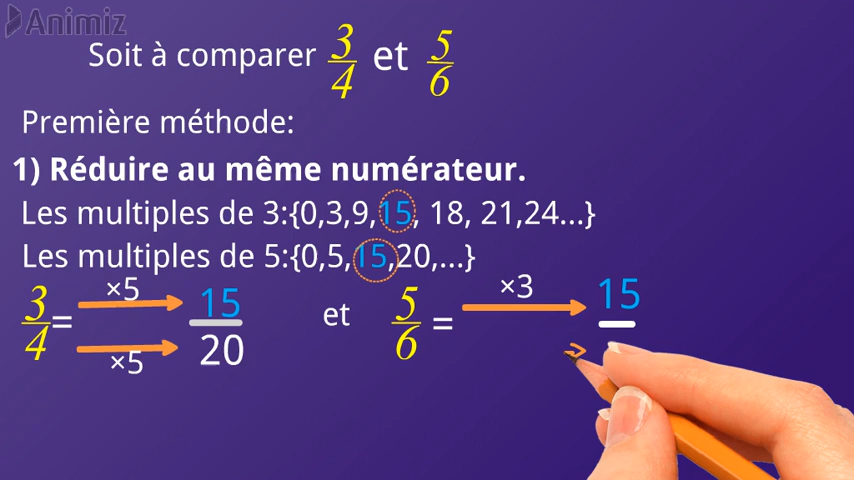 Animiz
Soit à comparer 3/4 et 5/6
Première méthode:
1) Réduire au même numérateur.
Les multiples de 3:{0,3,9,15, 18, 21,24...}
Les multiples de 5:{0,5,15,20,...}
3/4 = ×5 ×5 15/20 et 5/6 = ×3 15